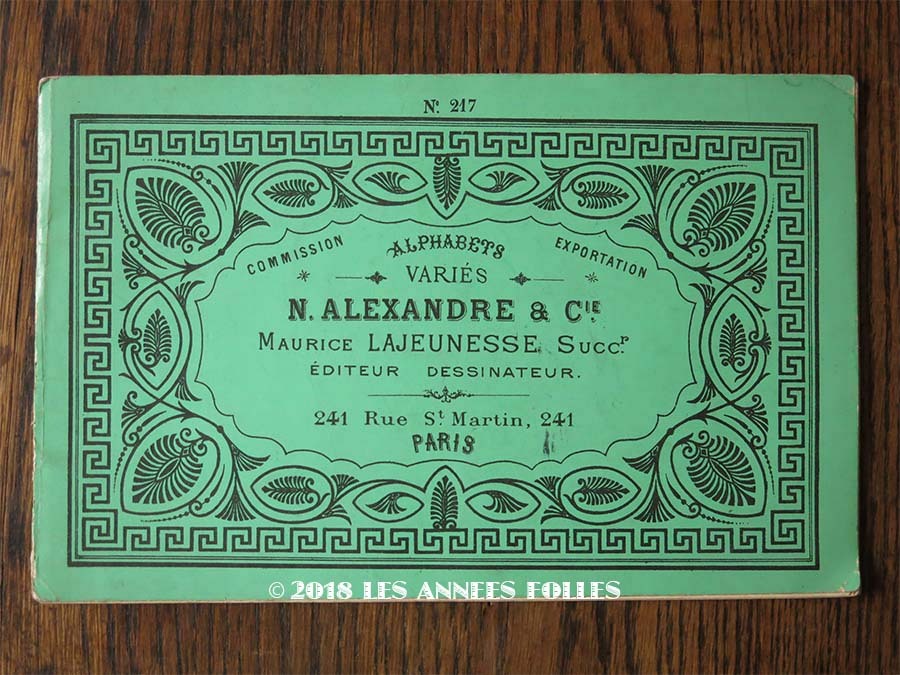 Nº 217
COMMISSION ALPHABETS EXPORTATION
VARIÉS
N. ALEXANDRE & CIE.
MAURICE LAJEUNESSE SUCCR.
ÉDITEUR DESSINATEUR.
241 Rue St. Martin, 241
PARIS
© 2018 LES ANNEES FOLLES